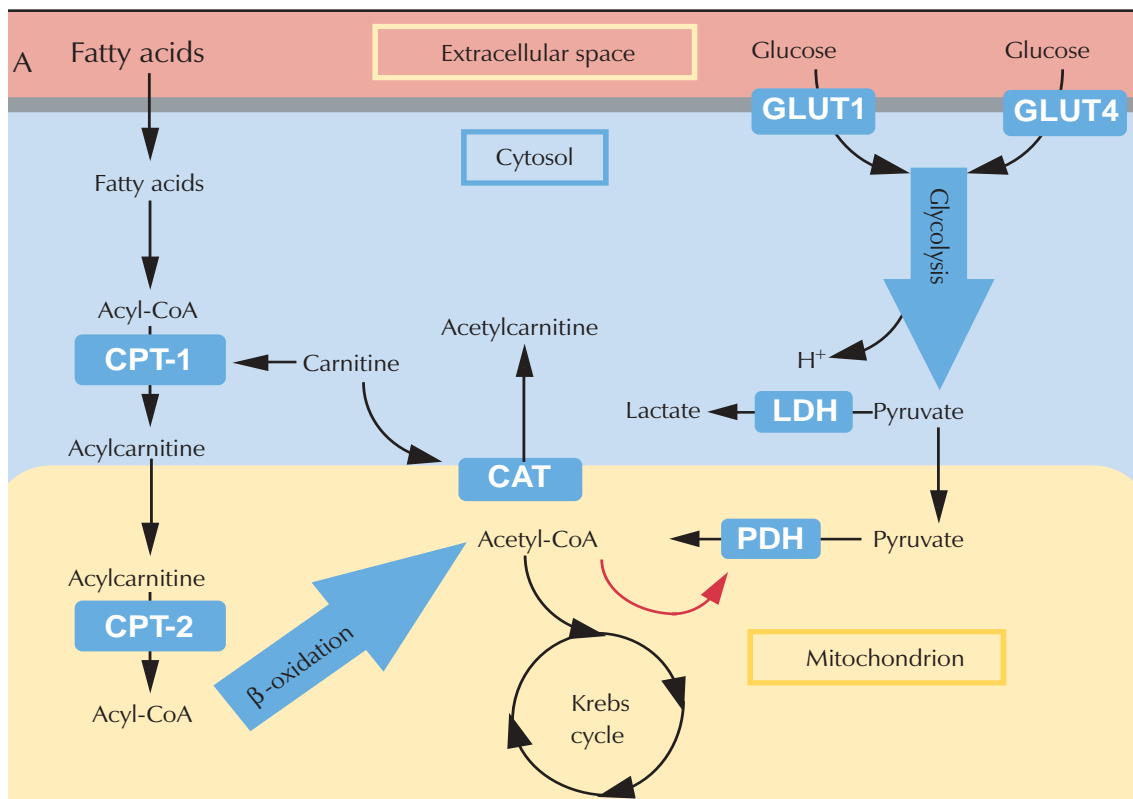 A
Fatty acids
Extracellular space
Glucose
Glucose
GLUT1
GLUT4
Cytosol
Fatty acids
Glycolysis
Acyl-CoA
Acetylcarnitine
CPT-1
Carnitine
H⁺
Lactate
LDH
Pyruvate
Acylcarnitine
CAT
Acetyl-CoA
PDH
Pyruvate
Acylcarnitine
CPT-2
β-oxidation
Mitochondrion
Acyl-CoA
Krebs
cycle